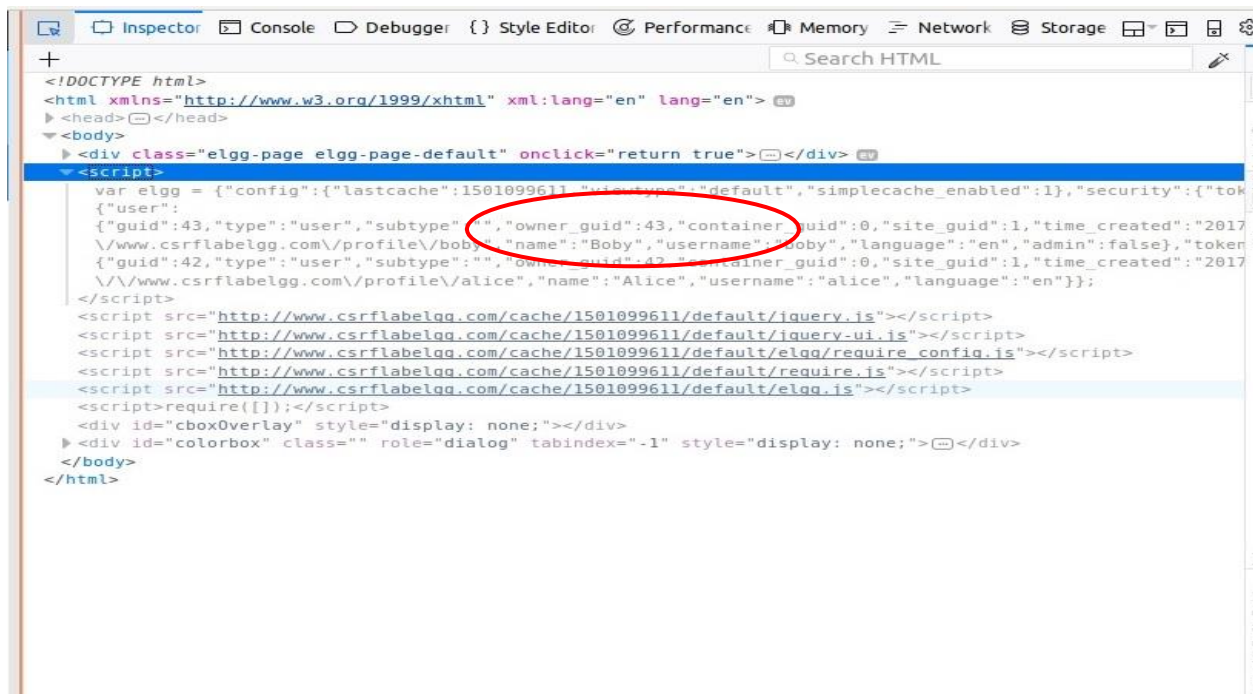 Inspector Console Debugger {} Style Editor Performance Memory Network Storage
+ Search HTML
<!DOCTYPE html>
<html xmlns="http://www.w3.org/1999/xhtml" xml:lang="en" lang="en"> ev
<head></head>
<body>
<div class="elgg-page elgg-page-default" onclick="return true"></div> ev
<script>
var elgg = {"config":{"lastcache":1501099611,"viewtype":"default","simplecache_enabled":1},"security":{"tok
{"user":
{"guid":43,"type":"user","subtype":"","owner_guid":43,"container_guid":0,"site_guid":1,"time_created":"2017
\/www.csrflabelgg.com\/profile\/boby","name":"Boby","username":"boby","language":"en","admin":false},"token
{"guid":42,"type":"user","subtype":"","owner_guid":42,"container_guid":0,"site_guid":1,"time_created":"2017
\/\/www.csrflabelgg.com\/profile\/alice","name":"Alice","username":"alice","language":"en"}};
</script>
<script src="http://www.csrflabelgg.com/cache/1501099611/default/jquery.js"></script>
<script src="http://www.csrflabelgg.com/cache/1501099611/default/jquery-ui.js"></script>
<script src="http://www.csrflabelgg.com/cache/1501099611/default/elgg/require_config.js"></script>
<script src="http://www.csrflabelgg.com/cache/1501099611/default/require.js"></script>
<script src="http://www.csrflabelgg.com/cache/1501099611/default/elgg.js"></script>
<script>require([]);</script>
<div id="cboxOverlay" style="display: none;"></div>
<div id="colorbox" class="" role="dialog" tabindex="-1" style="display: none;"></div>
</body>
</html>